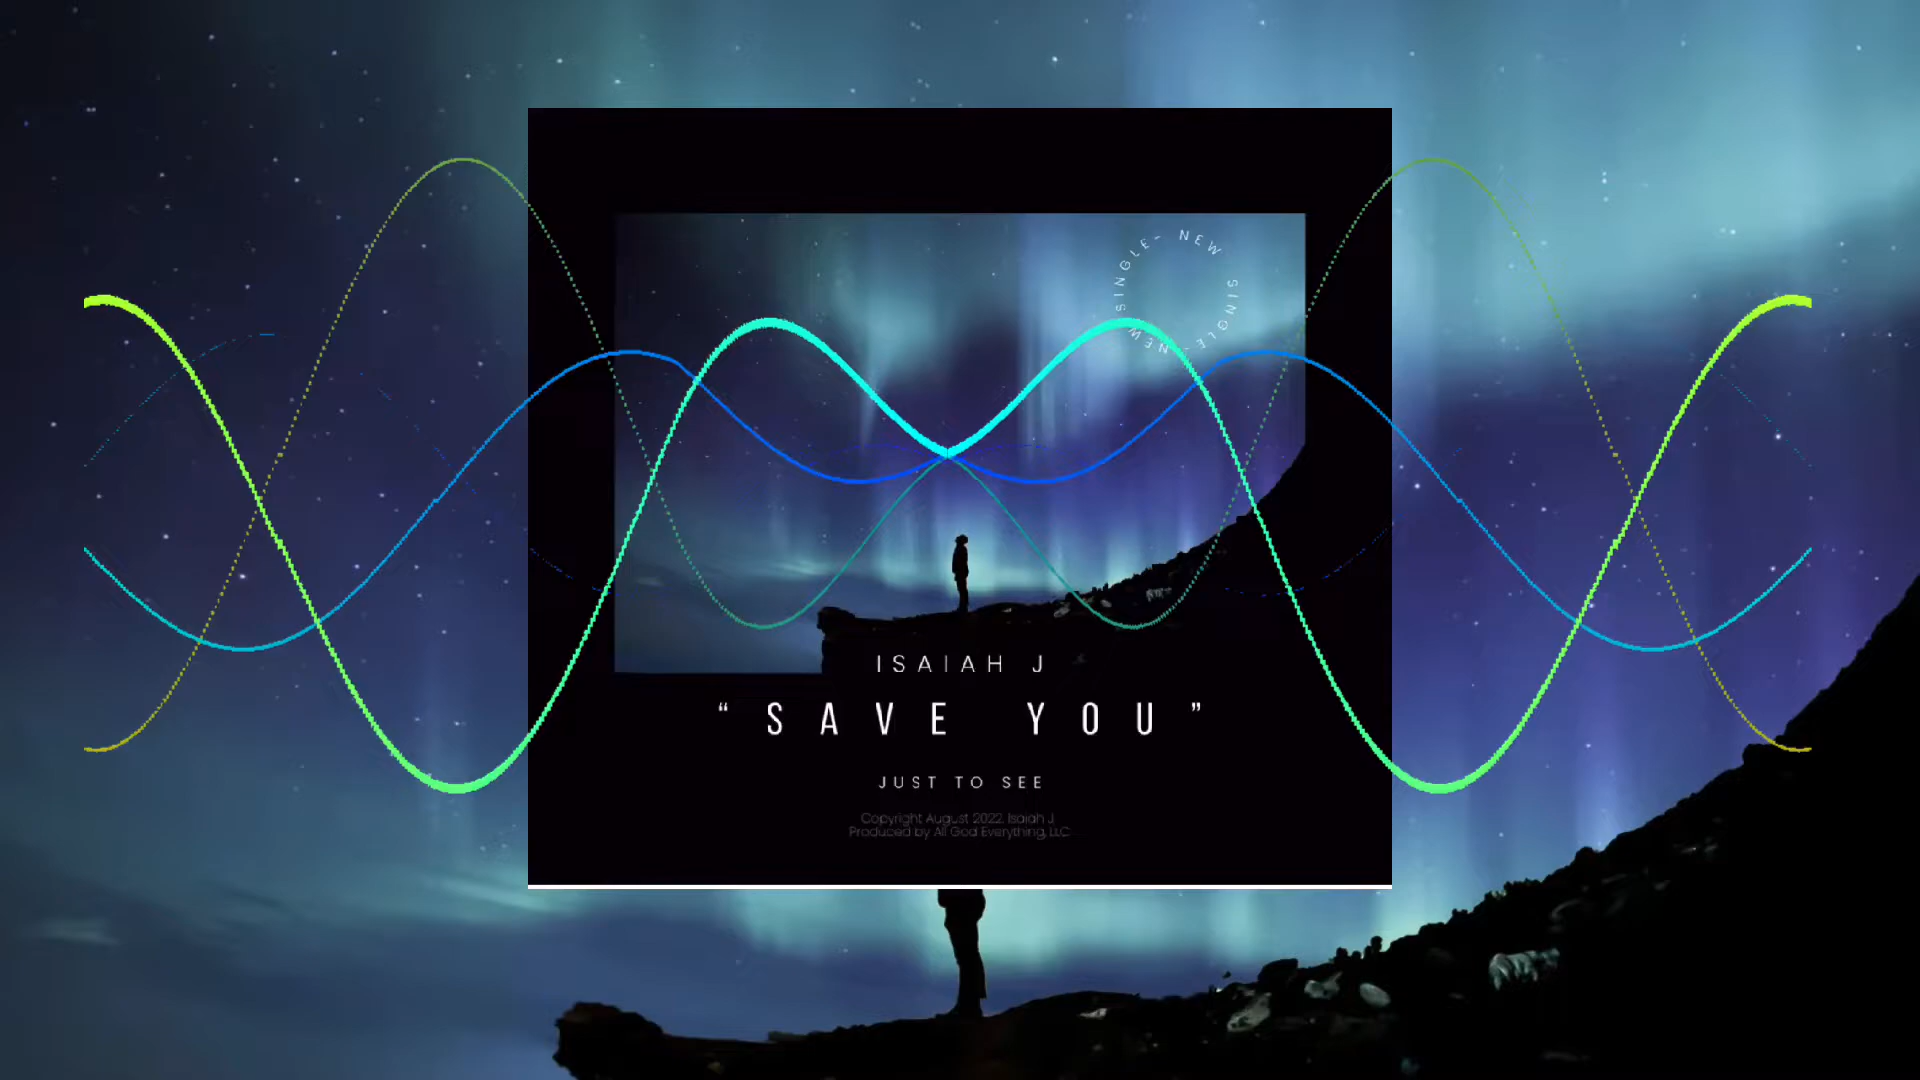 NEW SINGLE- NEW SINGLE-
ISAIAH J
“SAVE YOU”
JUST TO SEE
Copyright August 2022. Isaiah J.
Produced by All God Everything, LLC